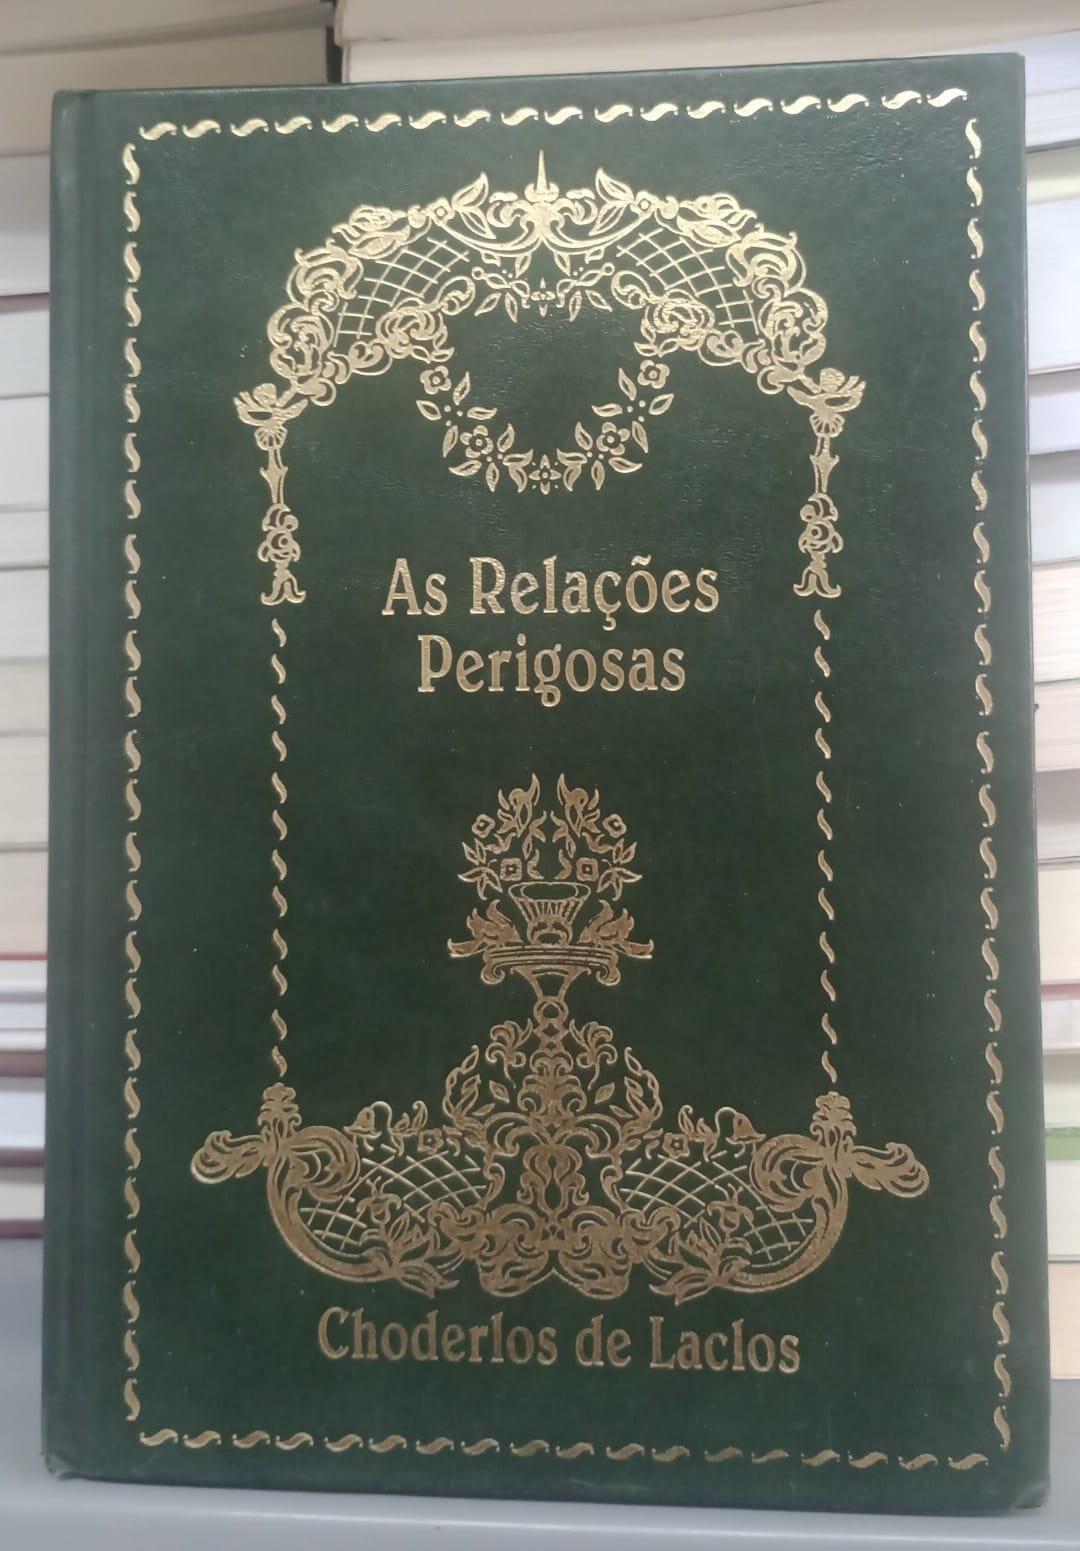 As Relações
Perigosas
Choderlos de Laclos